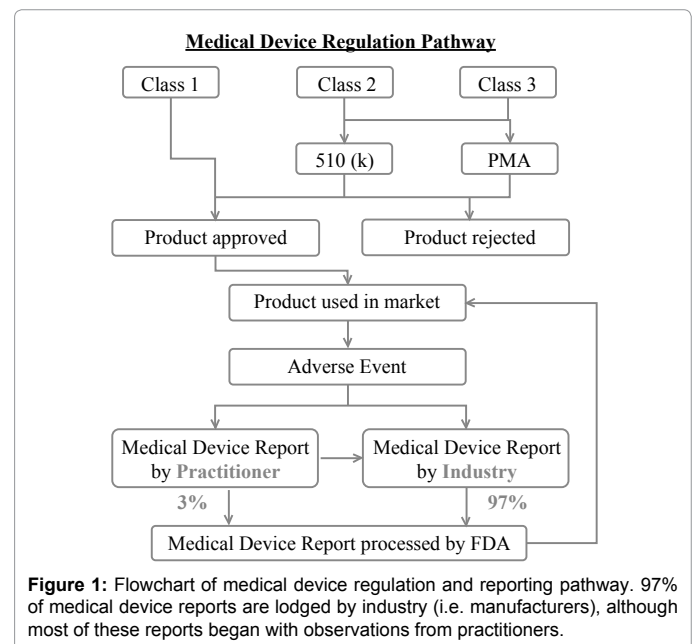 Medical Device Regulation Pathway
Class 1
Class 2
Class 3
510 (k)
PMA
Product approved
Product rejected
Product used in market
Adverse Event
Medical Device Report
by Practitioner
Medical Device Report
by Industry
3%
97%
Medical Device Report processed by FDA
Figure 1: Flowchart of medical device regulation and reporting pathway. 97%
of medical device reports are lodged by industry (i.e. manufacturers), although
most of these reports began with observations from practitioners.